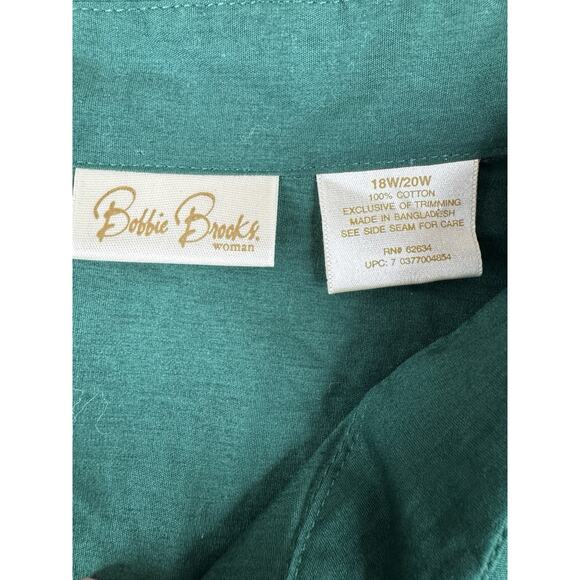 Bobbie Brooks.
woman
18W/20W
100% COTTON
EXCLUSIVE OF TRIMMING
MADE IN BANGLADESH
SEE SIDE SEAM FOR CARE
RN# 62634
UPC: 7 0377004854